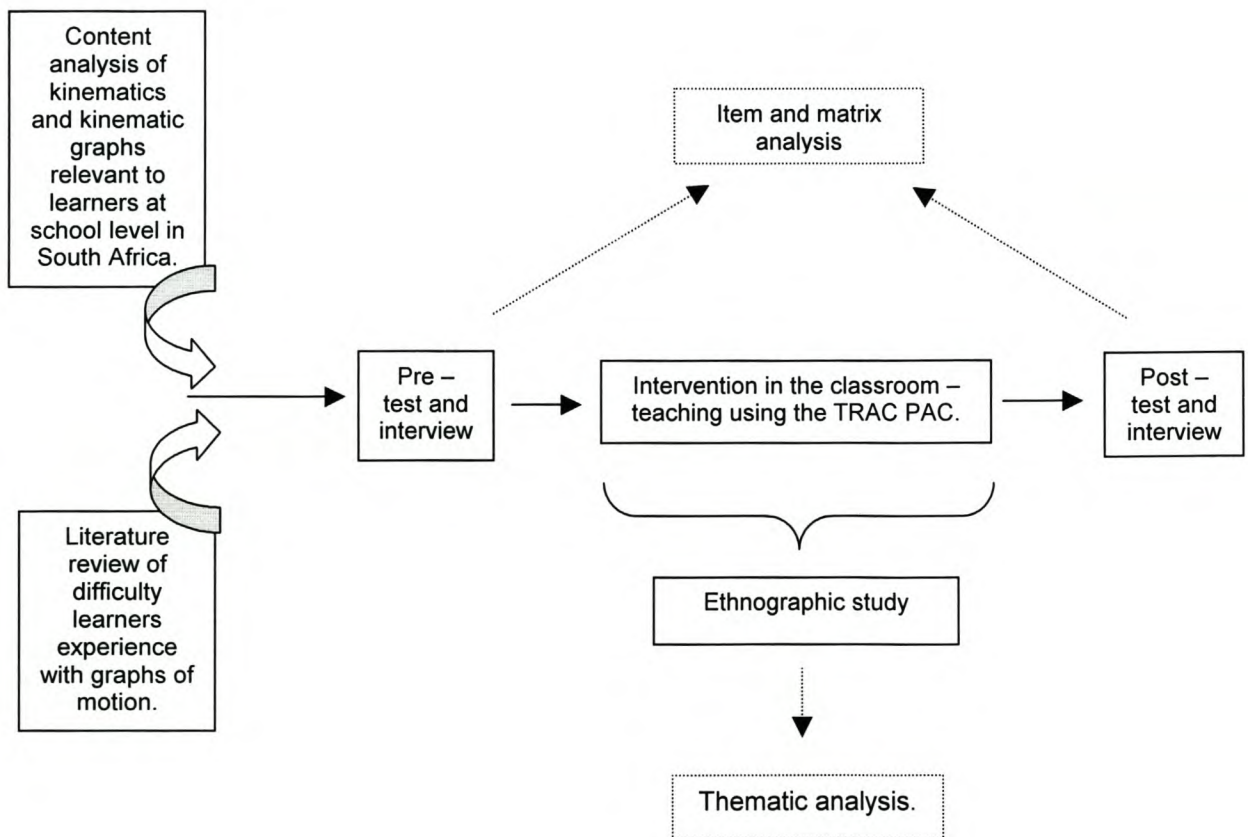 Content
analysis of
kinematics
and kinematic
graphs
relevant to
learners at
school level in
South Africa.
Item and matrix
analysis
Pre –
test and
interview
Intervention in the classroom –
teaching using the TRAC PAC.
Post –
test and
interview
Literature
review of
difficulty
learners
experience
with graphs of
motion.
Ethnographic study
Thematic analysis.